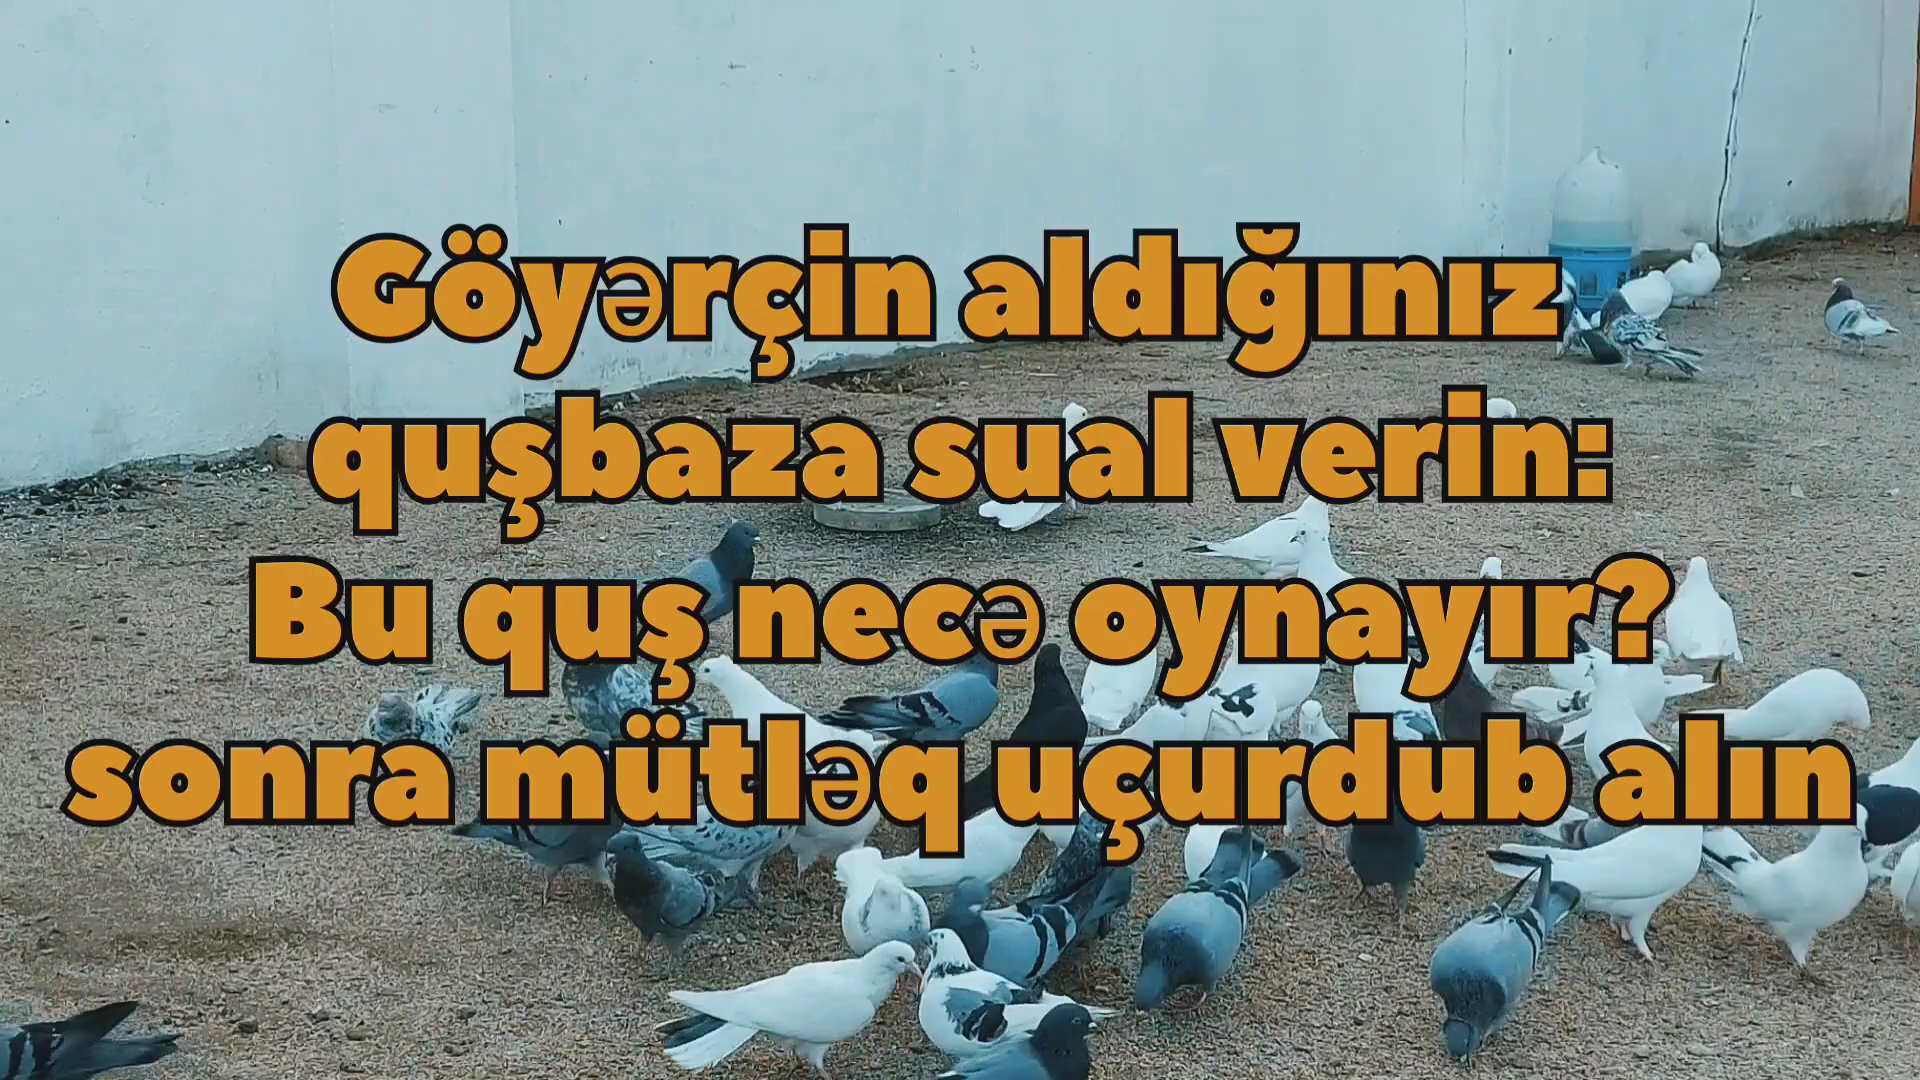 Göyərçin aldığınız
quşbaza sual verin:
Bu quş necə oynayır?
sonra mütləq uçurdub alın